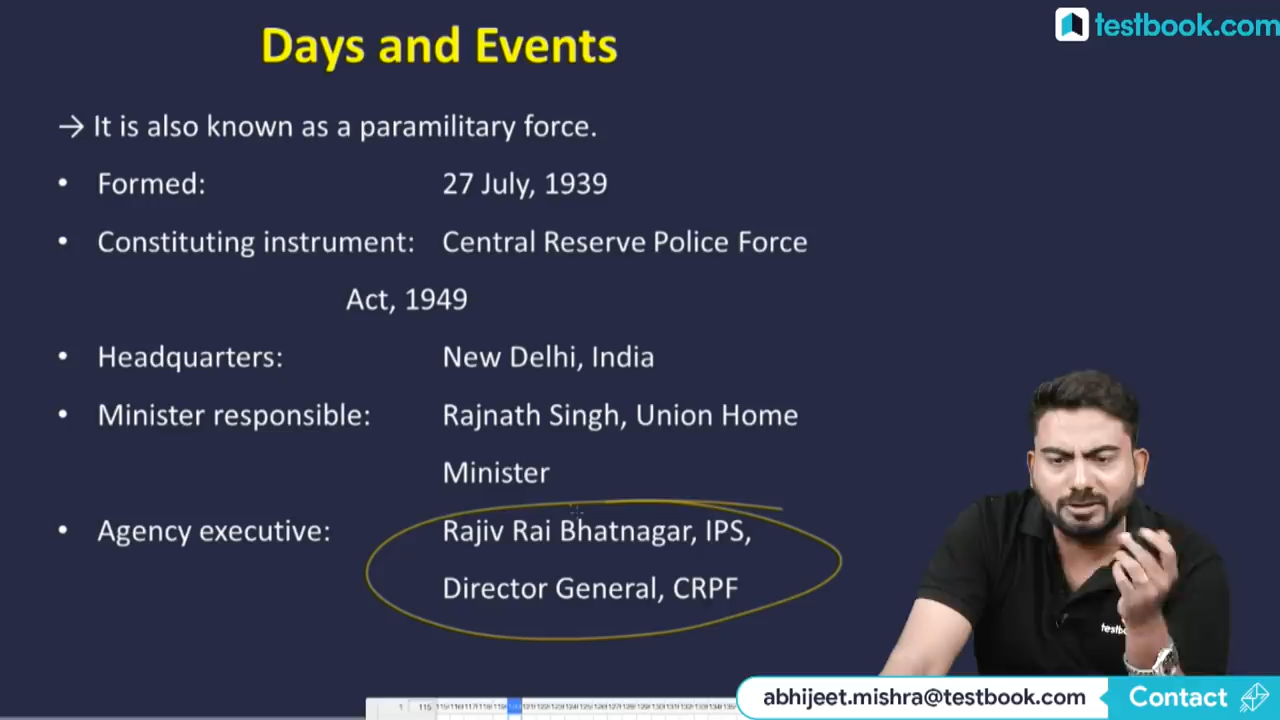 testbook.com
Days and Events
→ It is also known as a paramilitary force.
• Formed: 27 July, 1939
• Constituting instrument: Central Reserve Police Force
Act, 1949
• Headquarters: New Delhi, India
• Minister responsible: Rajnath Singh, Union Home
Minister
• Agency executive: Rajiv Rai Bhatnagar, IPS,
Director General, CRPF
abhijeet.mishra@testbook.com Contact
1 115